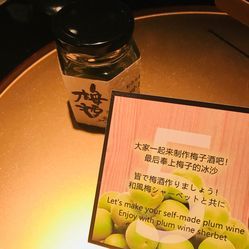 梅酒
大家一起来制作梅子酒吧！
最后奉上梅子的冰沙
皆で梅酒作りましょう！
和風梅シャーベットと共に
Let's make your self-made plum wine
Enjoy with plum wine sherbet